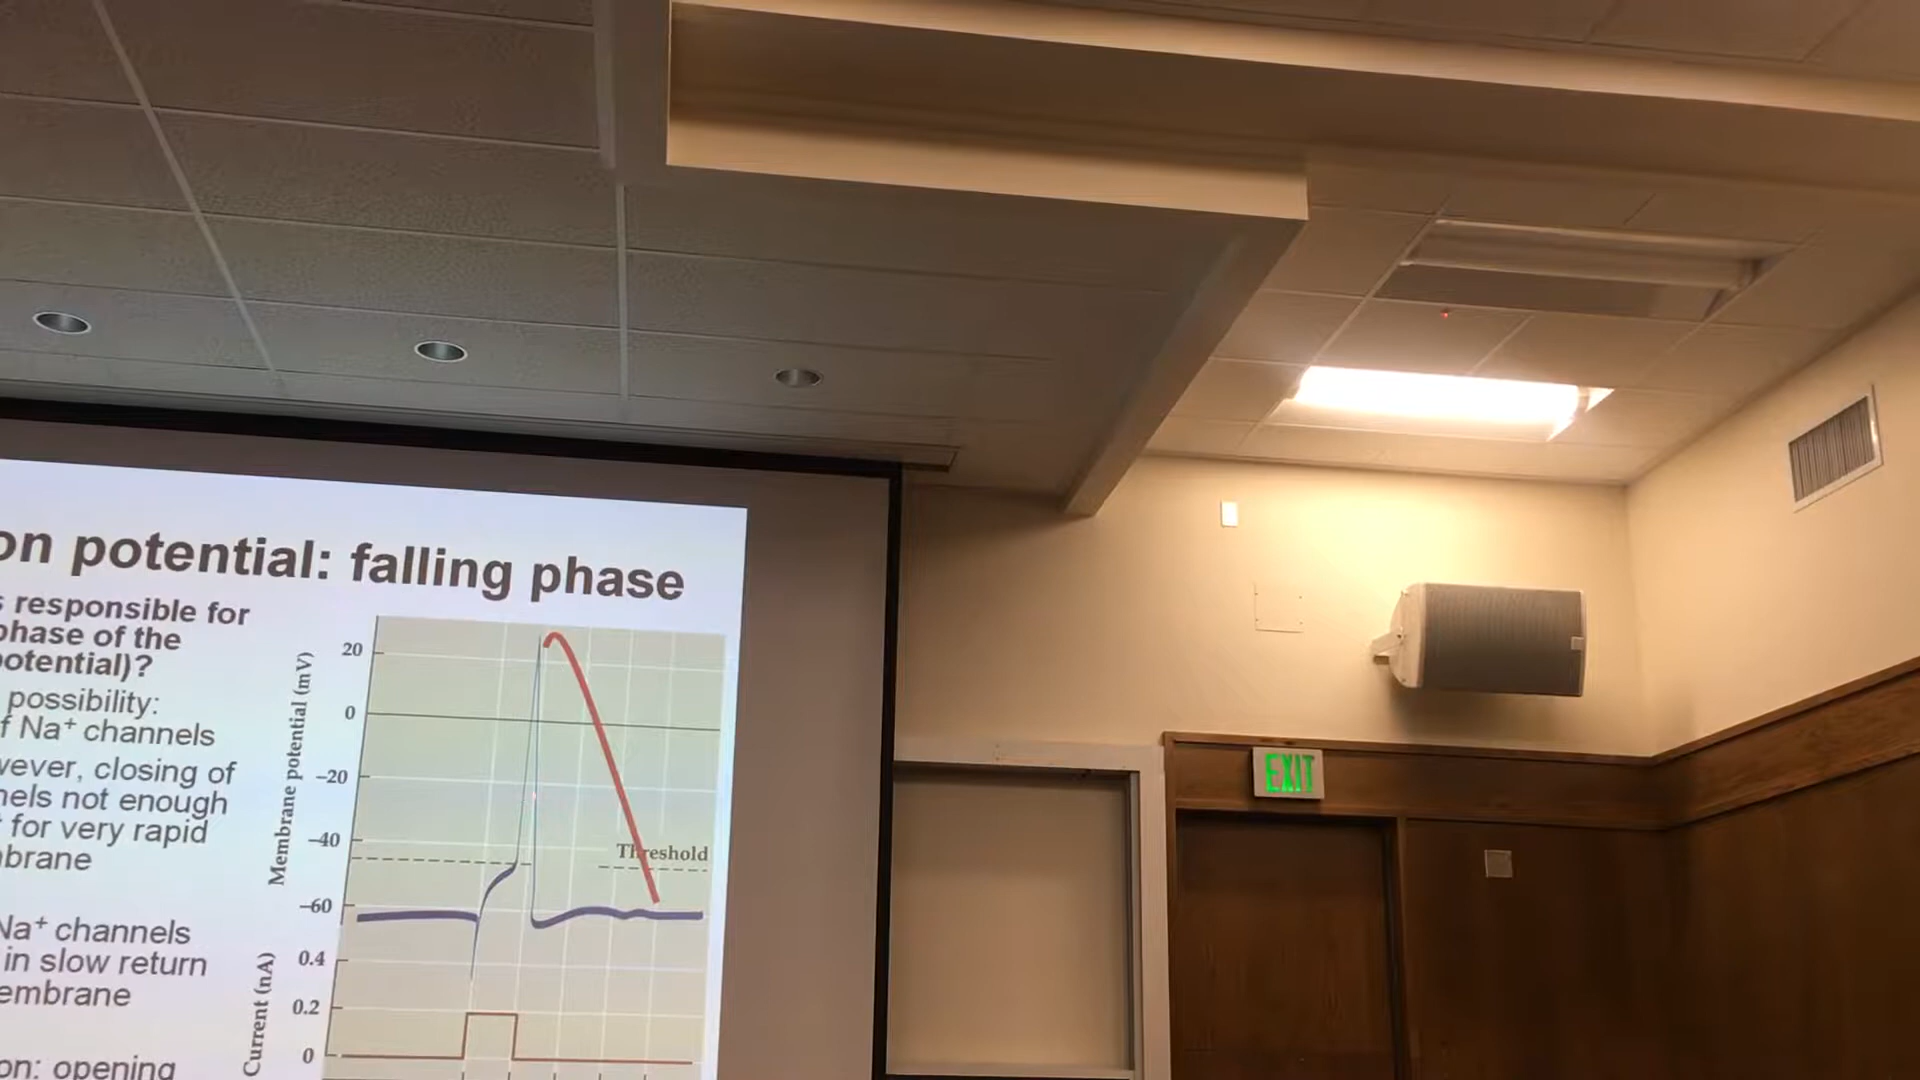 on potential: falling phase
s responsible for
phase of the
potential)?
possibility:
f Na⁺ channels
wever, closing of
nels not enough
for very rapid
mbrane
Na⁺ channels
in slow return
embrane
on: opening
Membrane potential (mV)
20
0
–20
–40
–60
Threshold
Current (nA)
0.4
0.2
0
EXIT